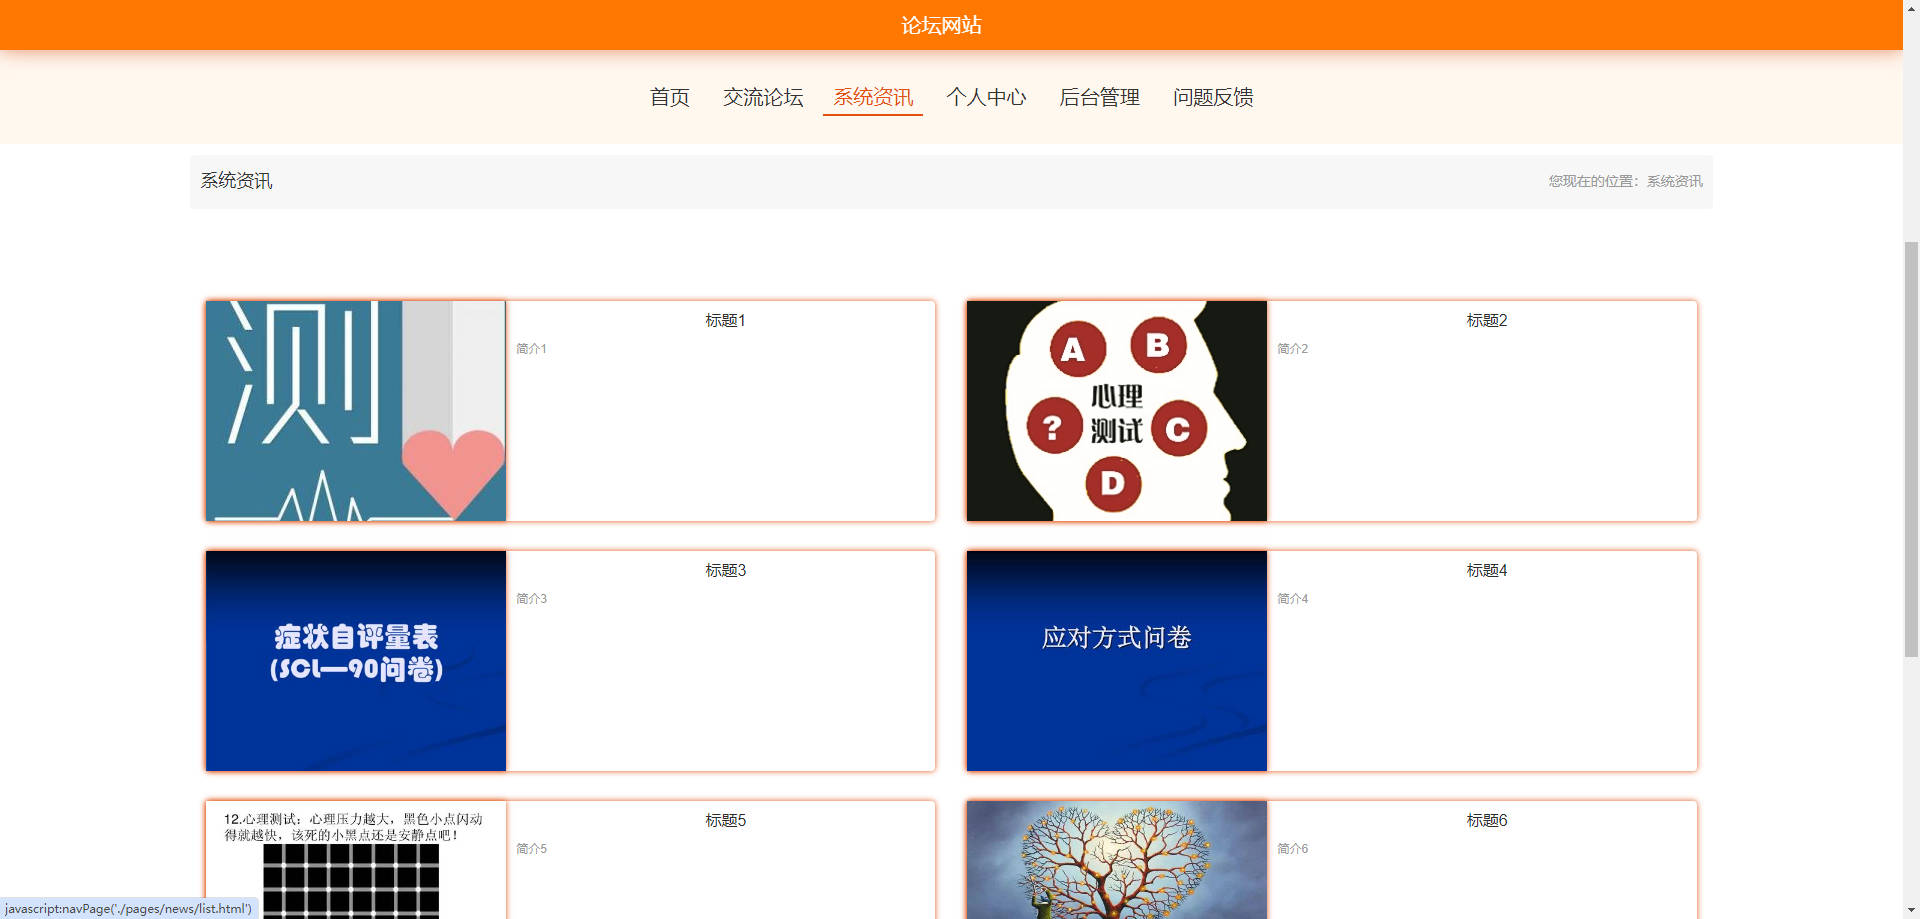 论坛网站
首页 交流论坛 系统资讯 个人中心 后台管理 问题反馈
系统资讯
您现在的位置：系统资讯
测
标题1
简介1
A
B
心理
测试
?
C
D
标题2
简介2
症状自评量表
(SCL—90问卷)
标题3
简介3
应对方式问卷
标题4
简介4
12.心理测试：心理压力越大，黑色小点闪动
得就越快，该死的小黑点还是安静点吧！
标题5
简介5
标题6
简介6
javascript:navPage('./pages/news/list.html')